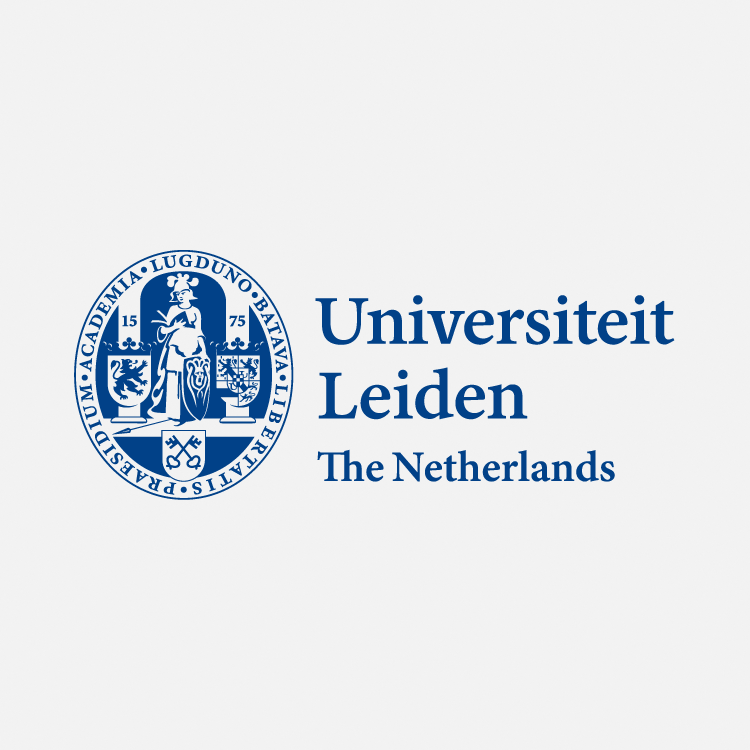 ACADEMIA · LUGDUNO · BATAVA · LIBERTATIS · PRAESIDIUM ·
15 75
Universiteit
Leiden
The Netherlands